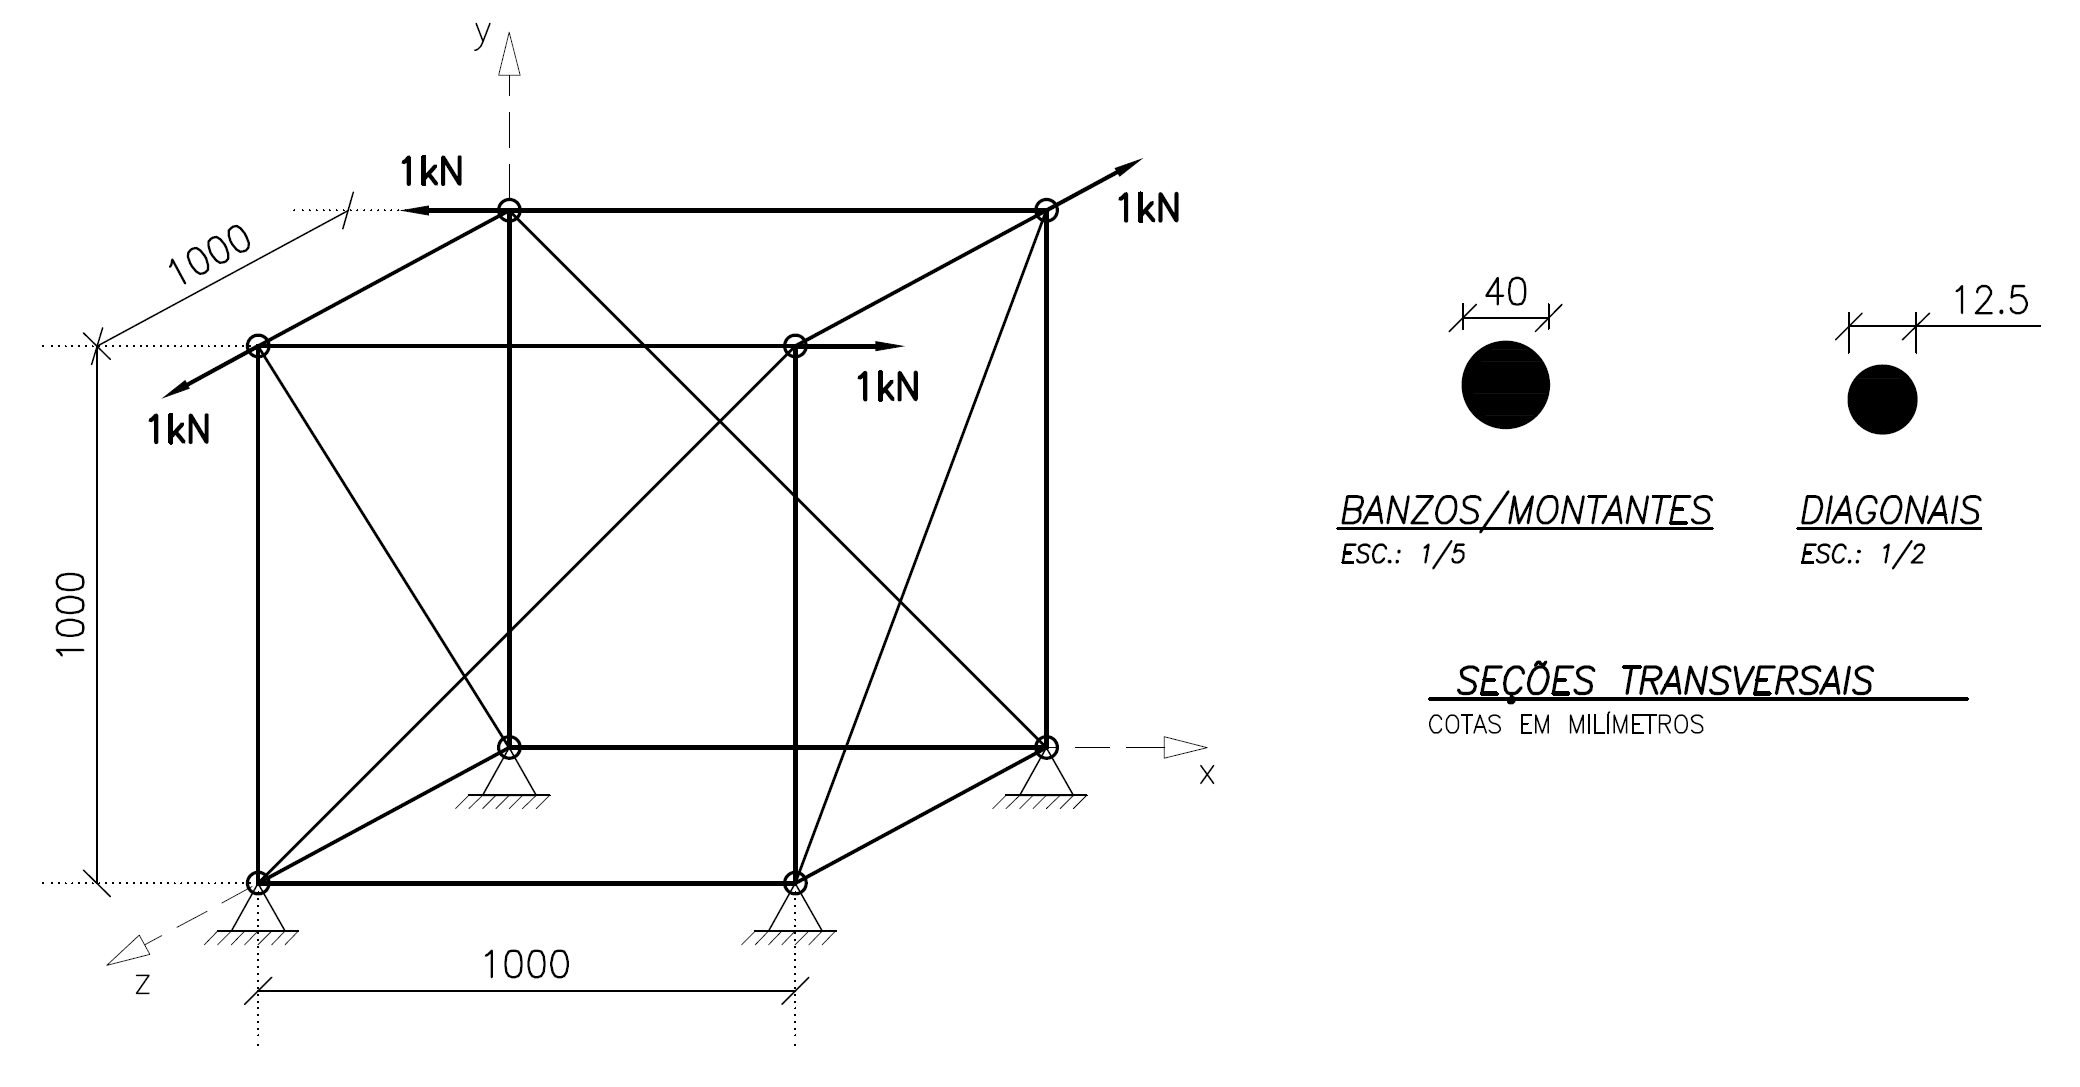 y
1kN
1kN
1000
1kN
1kN
1000
x
z
1000
40
12.5
BANZOS/MONTANTES
ESC.: 1/5
DIAGONAIS
ESC.: 1/2
SEÇÕES TRANSVERSAIS
COTAS EM MILÍMETROS